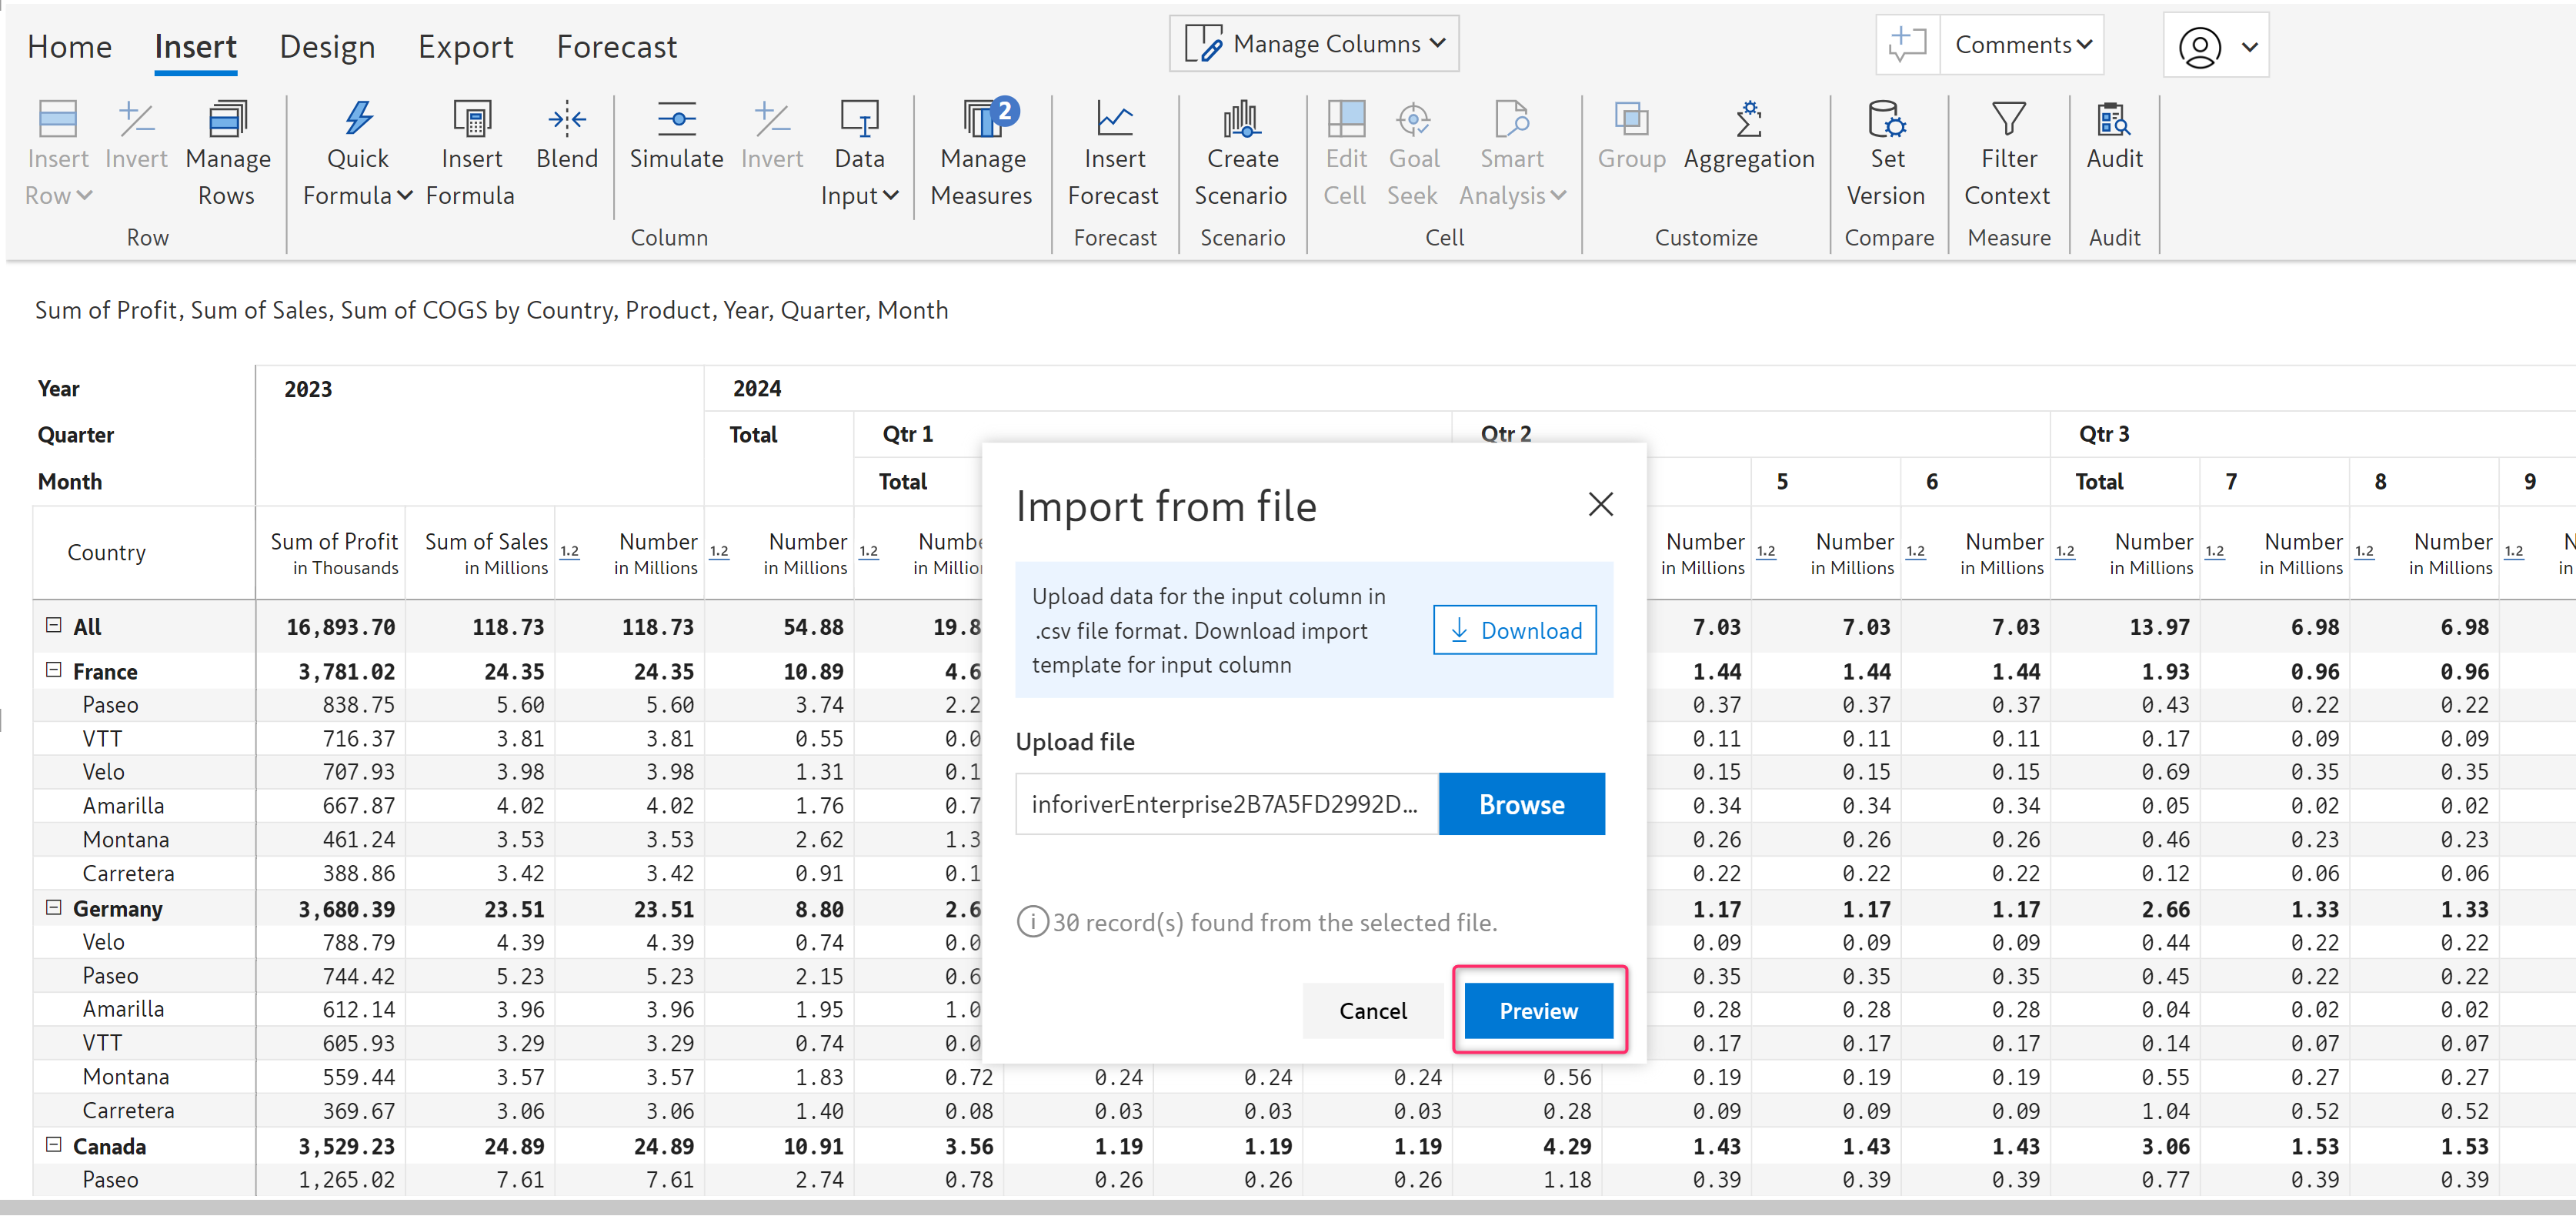 Home Insert Design Export Forecast Manage Columns Comments
2
Insert Invert Manage Quick Insert Blend Simulate Invert Data Manage Insert Create Edit Goal Smart Group Aggregation Set Filter Audit
Row Rows Formula Formula Input Measures Forecast Scenario Cell Seek Analysis Version Context
Row Column Forecast Scenario Cell Customize Compare Measure Audit
Sum of Profit, Sum of Sales, Sum of COGS by Country, Product, Year, Quarter, Month
Year 2023 2024
Quarter Total Qtr 1 Qtr 2 Qtr 3
Month Total 5 6 Total 7 8 9
Country Sum of Profit Sum of Sales 1.2 Number 1.2 Number 1.2 Number 1.2 Number 1.2 Number 1.2 Number 1.2 Number 1.2 Number 1.2
in Thousands in Millions in Millions in Millions in Millions in Millions in Millions in Millions in Millions in
All 16,893.70 118.73 118.73 54.88 19.8 7.03 7.03 7.03 13.97 6.98 6.98
France 3,781.02 24.35 24.35 10.89 4.6 1.44 1.44 1.44 1.93 0.96 0.96
Paseo 838.75 5.60 5.60 3.74 2.2 0.37 0.37 0.37 0.43 0.22 0.22
VTT 716.37 3.81 3.81 0.55 0.0 0.11 0.11 0.11 0.17 0.09 0.09
Velo 707.93 3.98 3.98 1.31 0.1 0.15 0.15 0.15 0.69 0.35 0.35
Amarilla 667.87 4.02 4.02 1.76 0.7 0.34 0.34 0.34 0.05 0.02 0.02
Montana 461.24 3.53 3.53 2.62 1.3 0.26 0.26 0.26 0.46 0.23 0.23
Carretera 388.86 3.42 3.42 0.91 0.1 0.22 0.22 0.22 0.12 0.06 0.06
Germany 3,680.39 23.51 23.51 8.80 2.6 1.17 1.17 1.17 2.66 1.33 1.33
Velo 788.79 4.39 4.39 0.74 0.0 0.09 0.09 0.09 0.44 0.22 0.22
Paseo 744.42 5.23 5.23 2.15 0.6 0.35 0.35 0.35 0.45 0.22 0.22
Amarilla 612.14 3.96 3.96 1.95 1.0 0.28 0.28 0.28 0.04 0.02 0.02
VTT 605.93 3.29 3.29 0.74 0.0 0.17 0.17 0.17 0.14 0.07 0.07
Montana 559.44 3.57 3.57 1.83 0.72 0.24 0.24 0.24 0.56 0.19 0.19 0.19 0.55 0.27 0.27
Carretera 369.67 3.06 3.06 1.40 0.08 0.03 0.03 0.03 0.28 0.09 0.09 0.09 1.04 0.52 0.52
Canada 3,529.23 24.89 24.89 10.91 3.56 1.19 1.19 1.19 4.29 1.43 1.43 1.43 3.06 1.53 1.53
Paseo 1,265.02 7.61 7.61 2.74 0.78 0.26 0.26 0.26 1.18 0.39 0.39 0.39 0.77 0.39 0.39
Import from file
Upload data for the input column in
.csv file format. Download import
template for input column
Download
Upload file
inforiverEnterprise2B7A5FD2992D... Browse
30 record(s) found from the selected file.
Cancel Preview